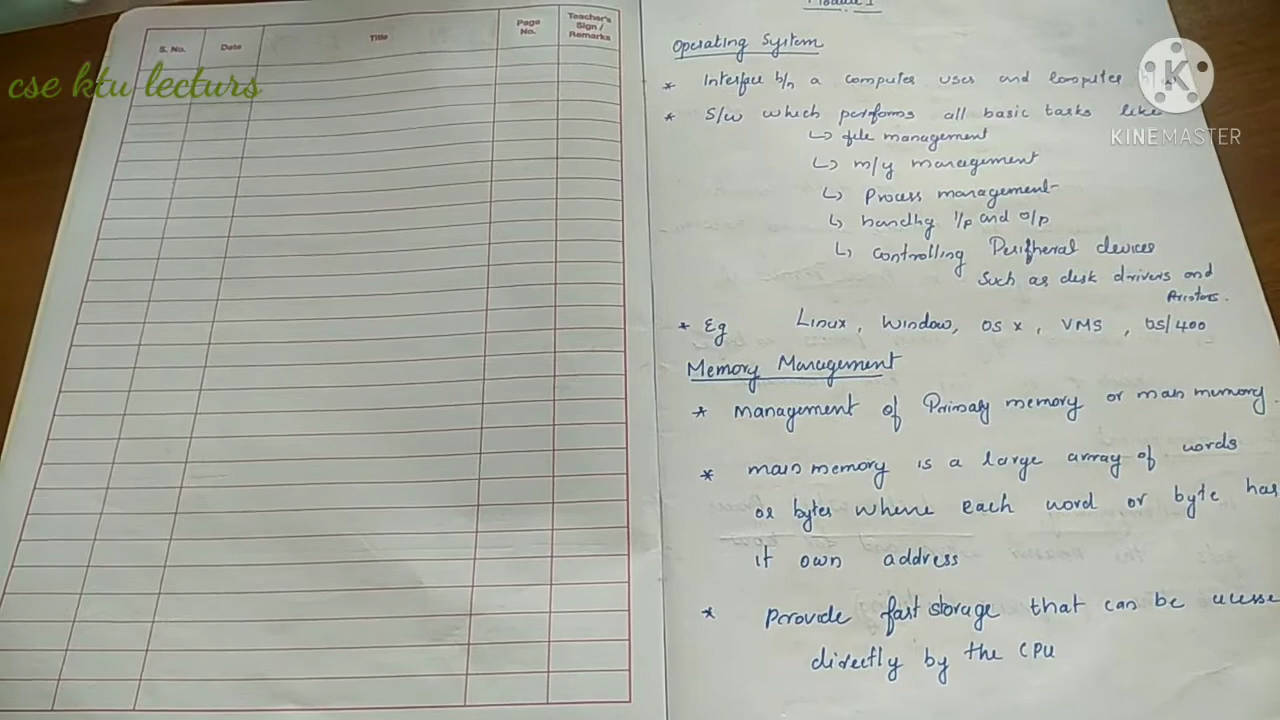 S. No.
Date
Title
Page No.
Teacher's Sign / Remarks
cse ktu lecturs
Module 1
Operating System
* Interface b/n a computer user and computer
* S/w which performs all basic tasks like
↳ file management
↳ m/y management
↳ Process management
↳ handling i/p and o/p
↳ controlling Peripheral devices
such as desk drivers and
Printers.
* Eg Linux, Window, OS x, VMS, OS/400
Memory Management
* management of Primary memory or main memory.
* main memory is a large array of words
or bytes where each word or byte has
it own address
* Provide fast storage that can be
directly by the CPU
K
KINEMASTER